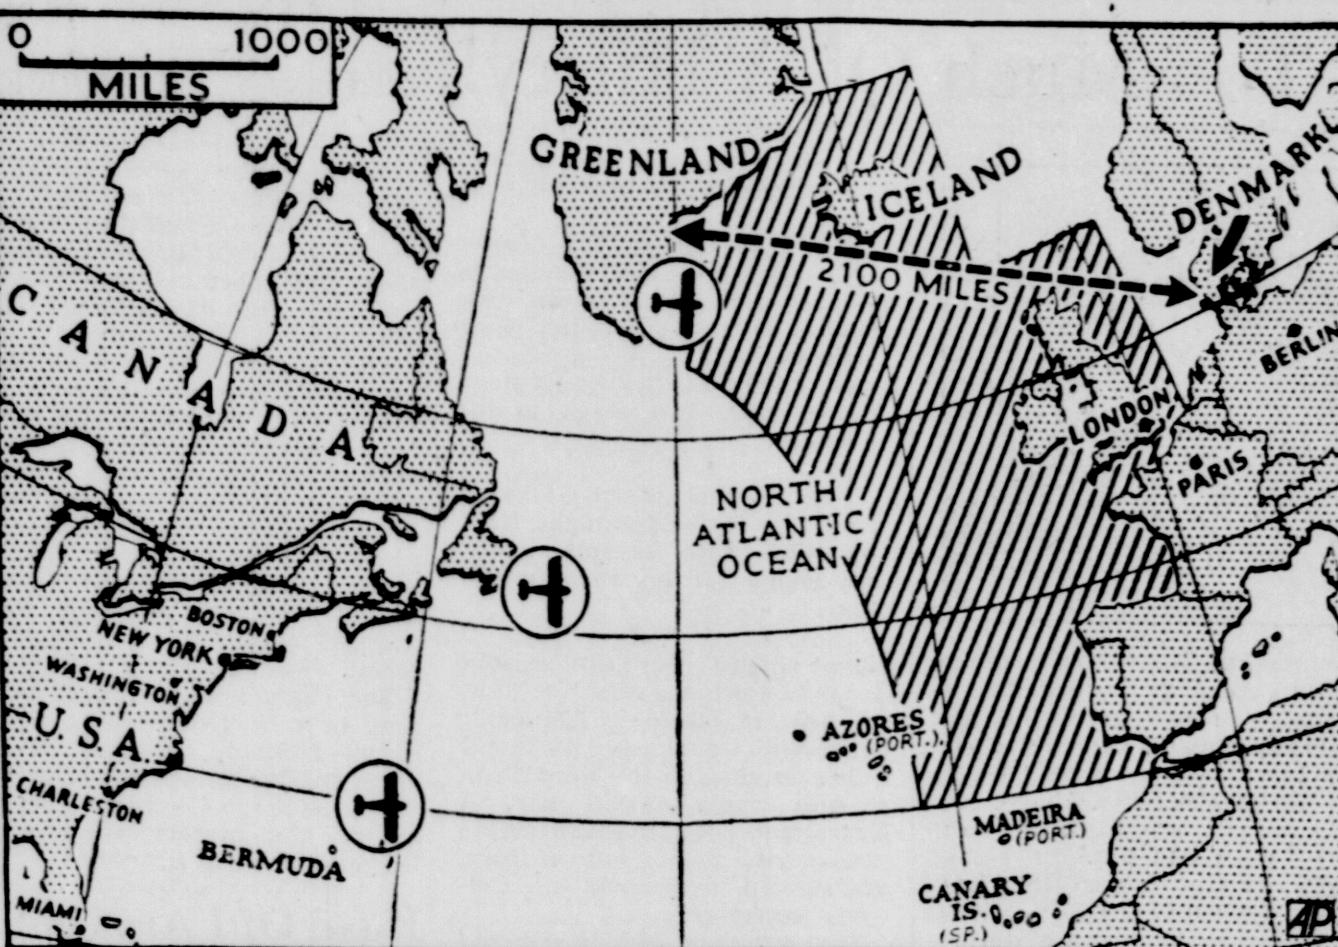 0 1000
MILES
GREENLAND
ICELAND
DENMARK
2100 MILES
CANADA
BERLIN
LONDON
PARIS
NORTH
ATLANTIC
OCEAN
BOSTON
NEW YORK
WASHINGTON
U.S.A
AZORES
(PORT.)
CHARLESTON
MADEIRA
(PORT.)
BERMUDA
CANARY
IS.
(SP.)
MIAMI
AP